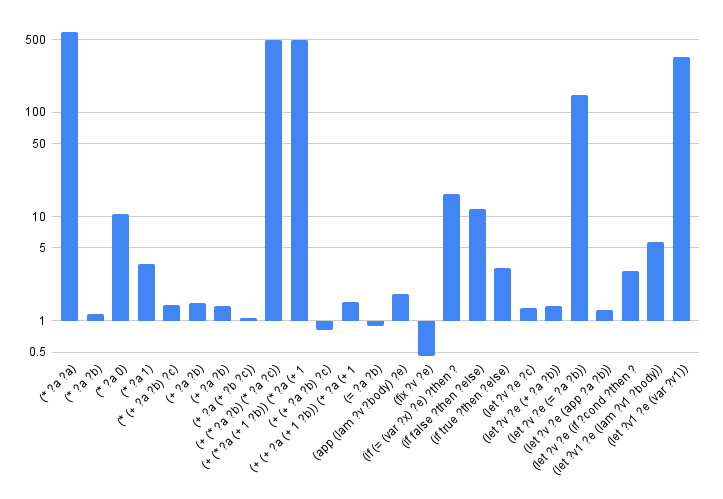 500
100
50
10
5
1
0.5
(* ?a ?a)
(* ?a ?b)
(* ?a 0)
(* ?a 1)
(* (+ ?a ?b) ?c)
(+ ?a ?b)
(+ ?a ?b)
(+ ?a (+ ?b ?c))
(+ (* ?a ?b) (* ?a ?c))
(+ (* ?a (+ 1 ?b)) (* ?a (+ 1
(+ (+ ?a ?b) ?c)
(+ (+ ?a (+ 1 ?b)) (+ ?a (+ 1
(= ?a ?b)
(app (lam ?v ?body) ?e)
(fix ?v ?e)
(if (= (var ?x) ?e) ?then ?
(if false ?then ?else)
(if true ?then ?else)
(let ?v ?e ?c)
(let ?v ?e (+ ?a ?b))
(let ?v ?e (= ?a ?b))
(let ?v ?e (app ?a ?b))
(let ?v ?e (if ?cond ?then ?
(let ?v1 ?e (lam ?v1 ?body))
(let ?v1 ?e (var ?v1))